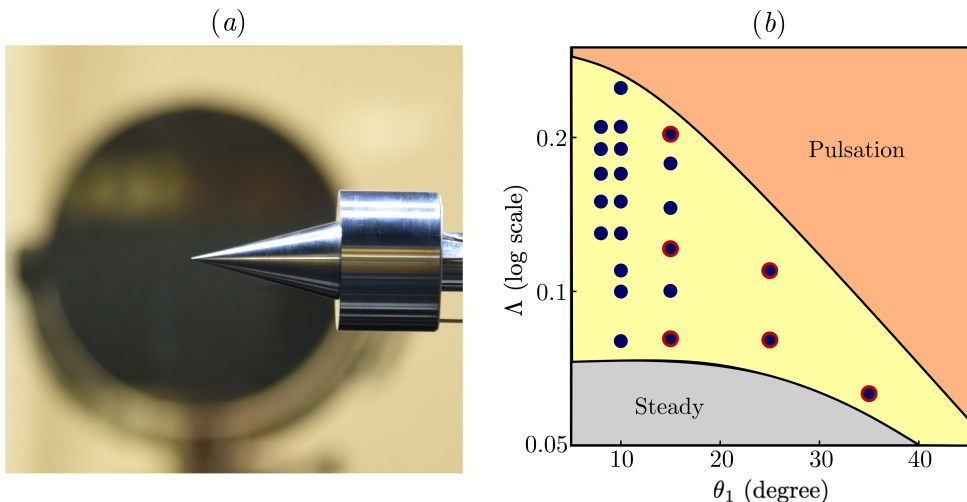 (a)
(b)
Λ (log scale)
0.2
0.1
0.05
Pulsation
Steady
10 20 30 40
θ₁ (degree)